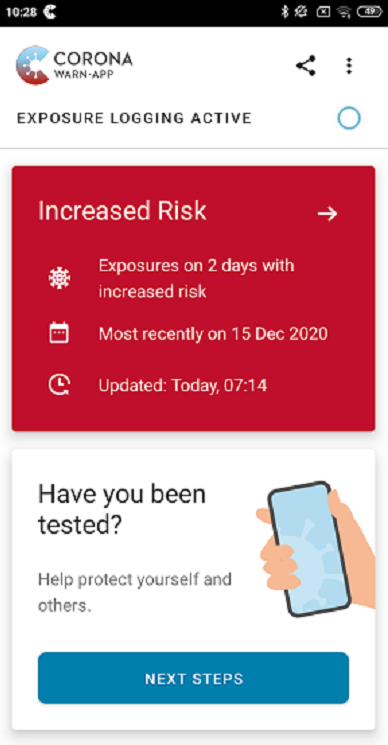 10:28
49
CORONA
WARN-APP
EXPOSURE LOGGING ACTIVE
Increased Risk
Exposures on 2 days with
increased risk
Most recently on 15 Dec 2020
Updated: Today, 07:14
Have you been
tested?
Help protect yourself and
others.
NEXT STEPS